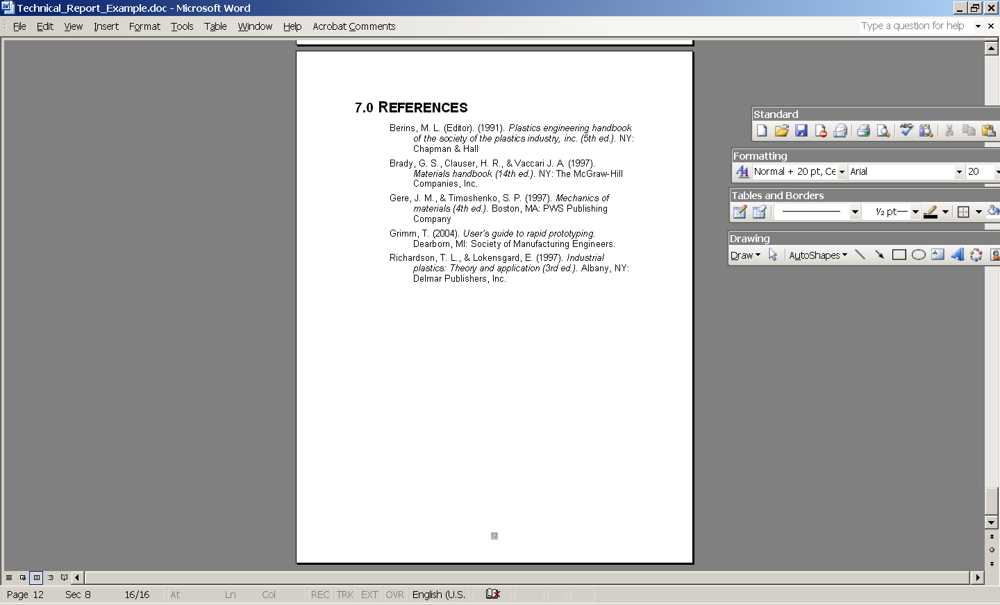 Technical_Report_Example.doc - Microsoft Word
File Edit View Insert Format Tools Table Window Help Acrobat Comments Type a question for help
7.0 REFERENCES
Berins, M. L. (Editor). (1991). Plastics engineering handbook
of the society of the plastics industry, inc. (5th ed.). NY:
Chapman & Hall
Brady, G. S., Clauser, H. R., & Vaccari J. A. (1997).
Materials handbook (14th ed.). NY: The McGraw-Hill
Companies, Inc.
Gere, J. M., & Timoshenko, S. P. (1997). Mechanics of
materials (4th ed.). Boston, MA: PWS Publishing
Company
Grimm, T. (2004). User's guide to rapid prototyping.
Dearborn, MI: Society of Manufacturing Engineers.
Richardson, T. L., & Lokensgard, E. (1997). Industrial
plastics: Theory and application (3rd ed.). Albany, NY:
Delmar Publishers, Inc.
12
Standard
Formatting
Normal + 20 pt, Ce Arial 20
Tables and Borders
½ pt
Drawing
Draw AutoShapes
Page 12 Sec 8 16/16 At Ln Col REC TRK EXT OVR English (U.S.